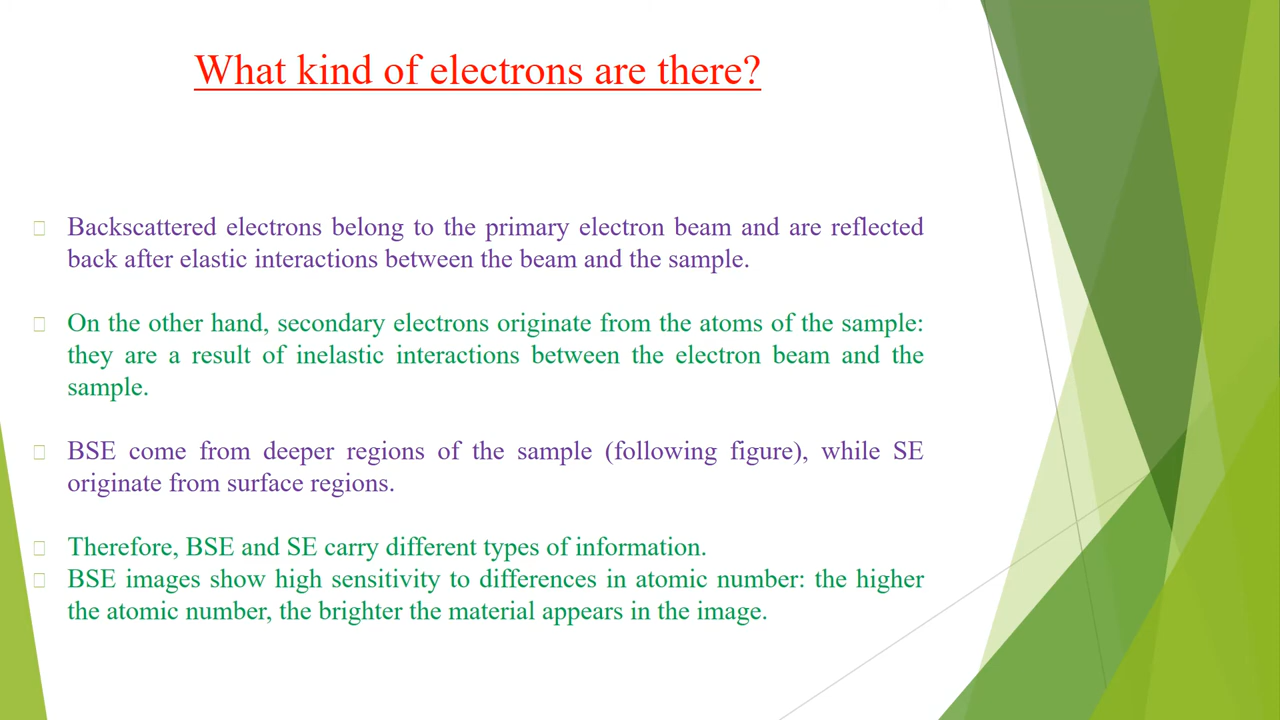 What kind of electrons are there?
Backscattered electrons belong to the primary electron beam and are reflected
back after elastic interactions between the beam and the sample.
On the other hand, secondary electrons originate from the atoms of the sample:
they are a result of inelastic interactions between the electron beam and the
sample.
BSE come from deeper regions of the sample (following figure), while SE
originate from surface regions.
Therefore, BSE and SE carry different types of information.
BSE images show high sensitivity to differences in atomic number: the higher
the atomic number, the brighter the material appears in the image.